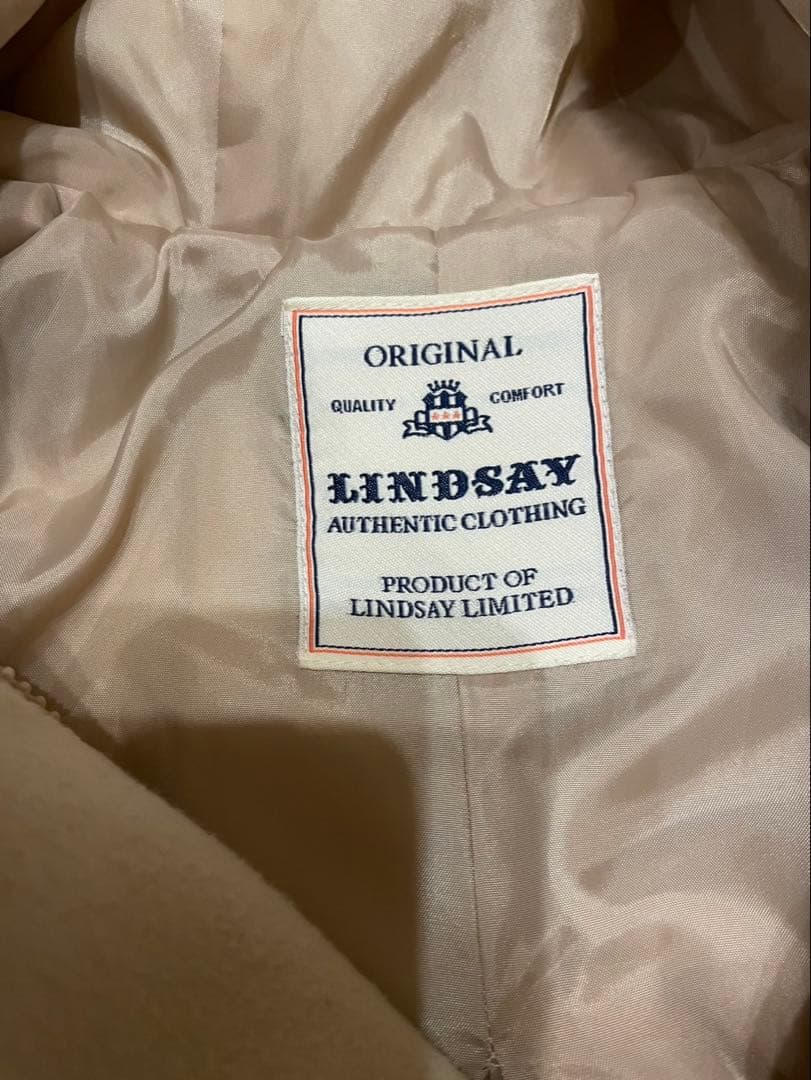 ORIGINAL
QUALITY COMFORT
LINDSAY
AUTHENTIC CLOTHING
PRODUCT OF
LINDSAY LIMITED